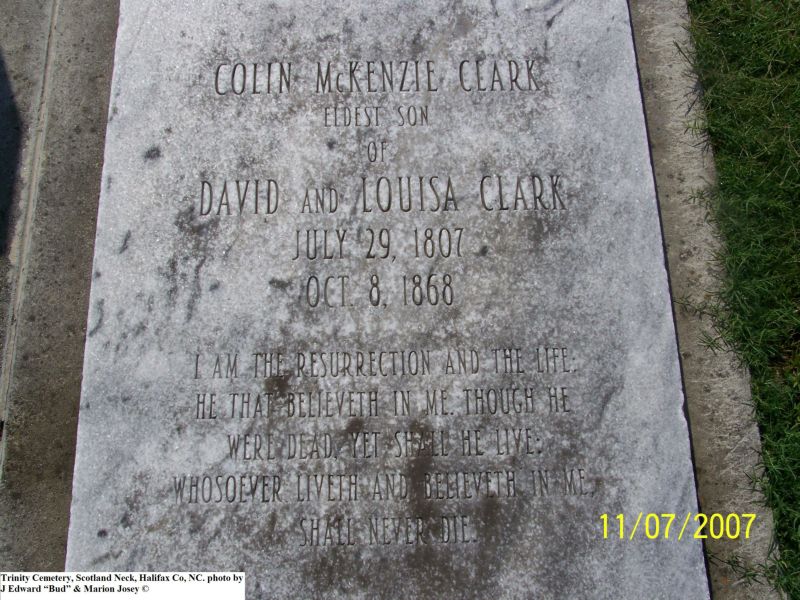 COLIN McKENZIE CLARK
ELDEST SON
OF
DAVID AND LOUISA CLARK
JULY 29, 1807
OCT. 8, 1868
I AM THE RESURRECTION AND THE LIFE:
HE THAT BELIEVETH IN ME, THOUGH HE
WERE DEAD, YET SHALL HE LIVE:
WHOSOEVER LIVETH AND BELIEVETH IN ME,
SHALL NEVER DIE.
11/07/2007
Trinity Cemetery, Scotland Neck, Halifax Co, NC. photo by
J Edward “Bud” & Marion Josey ©